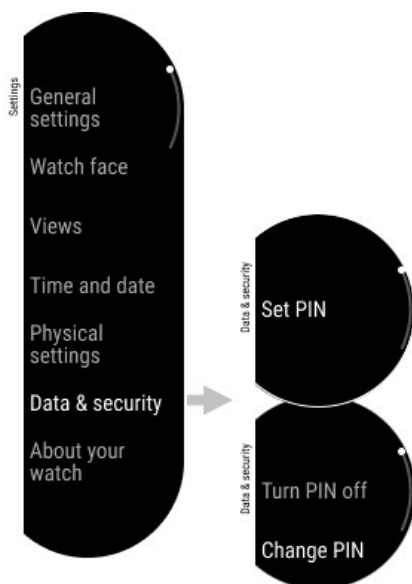 Settings
General
settings
Watch face
Views
Time and date
Physical
settings
Data & security
About your
watch
Data & security
Set PIN
Data & security
Turn PIN off
Change PIN